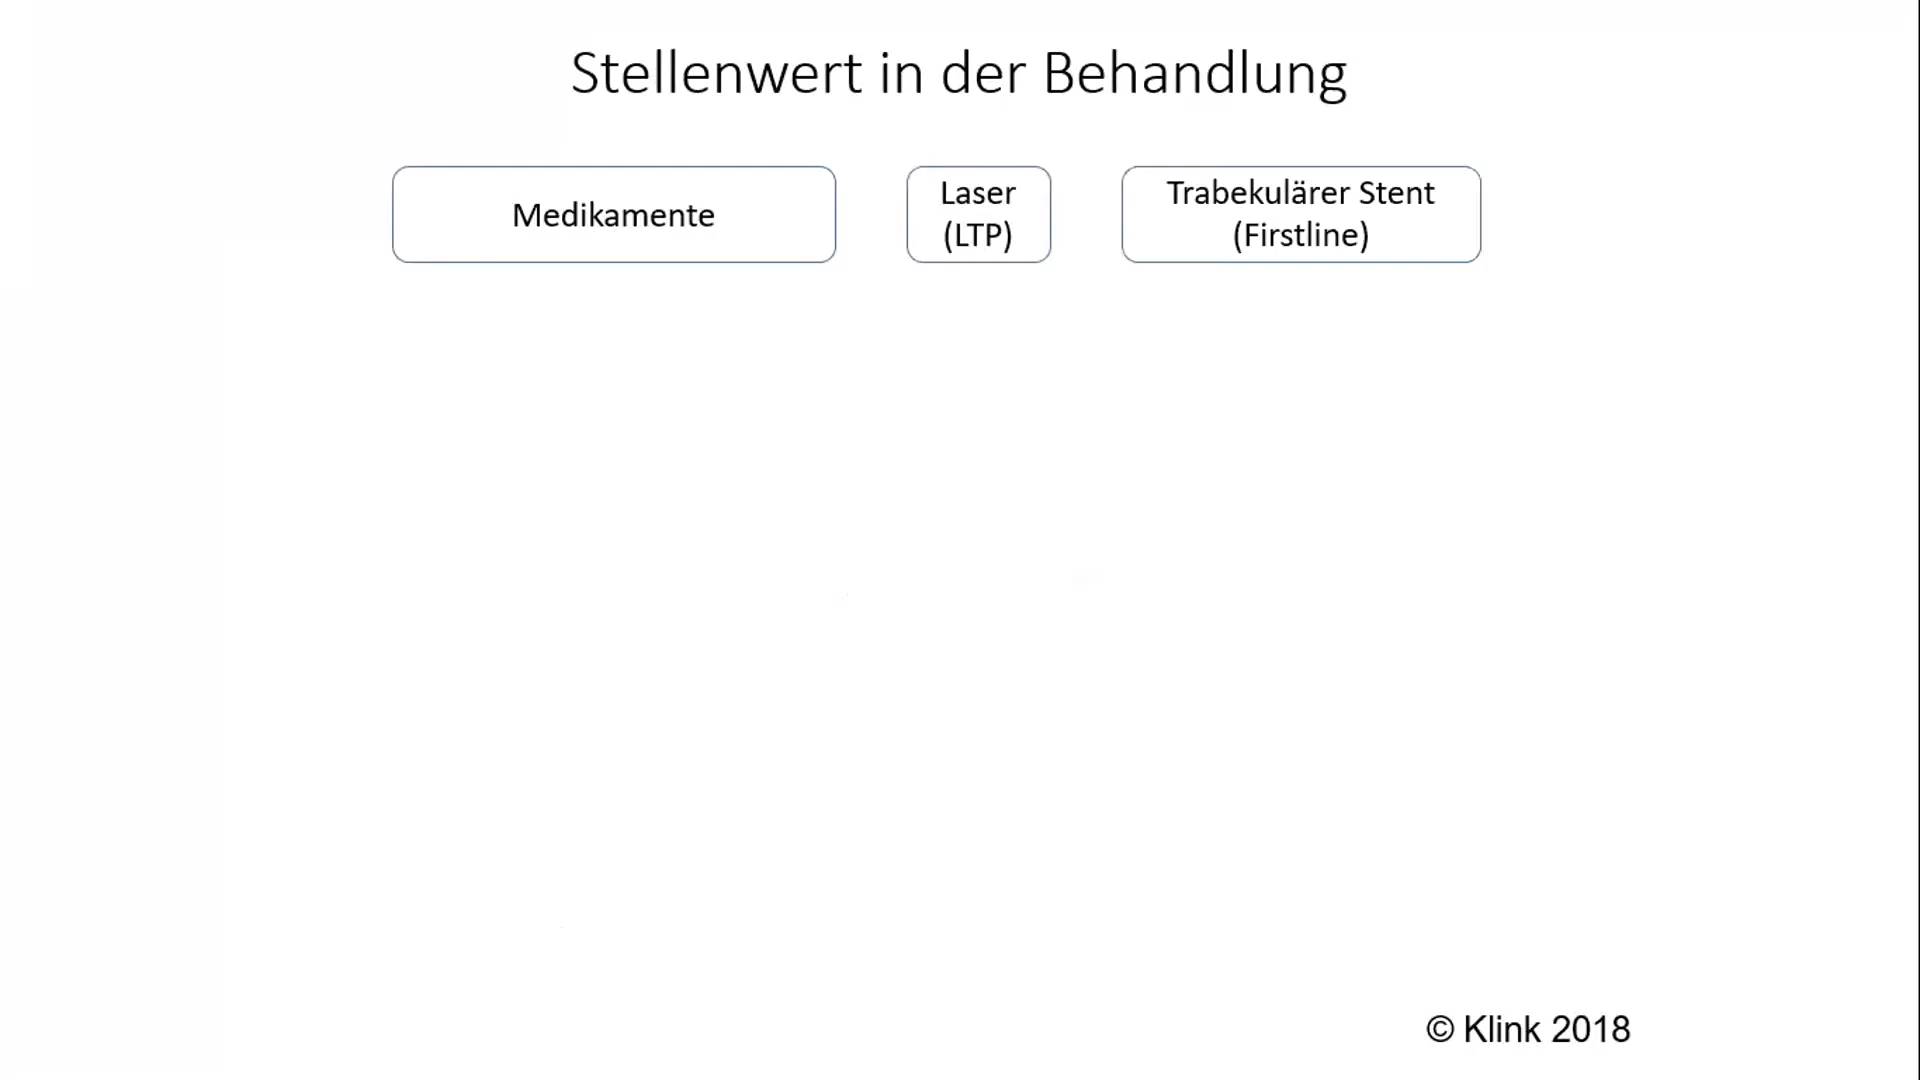 Stellenwert in der Behandlung
Medikamente
Laser
(LTP)
Trabekulärer Stent
(Firstline)
© Klink 2018